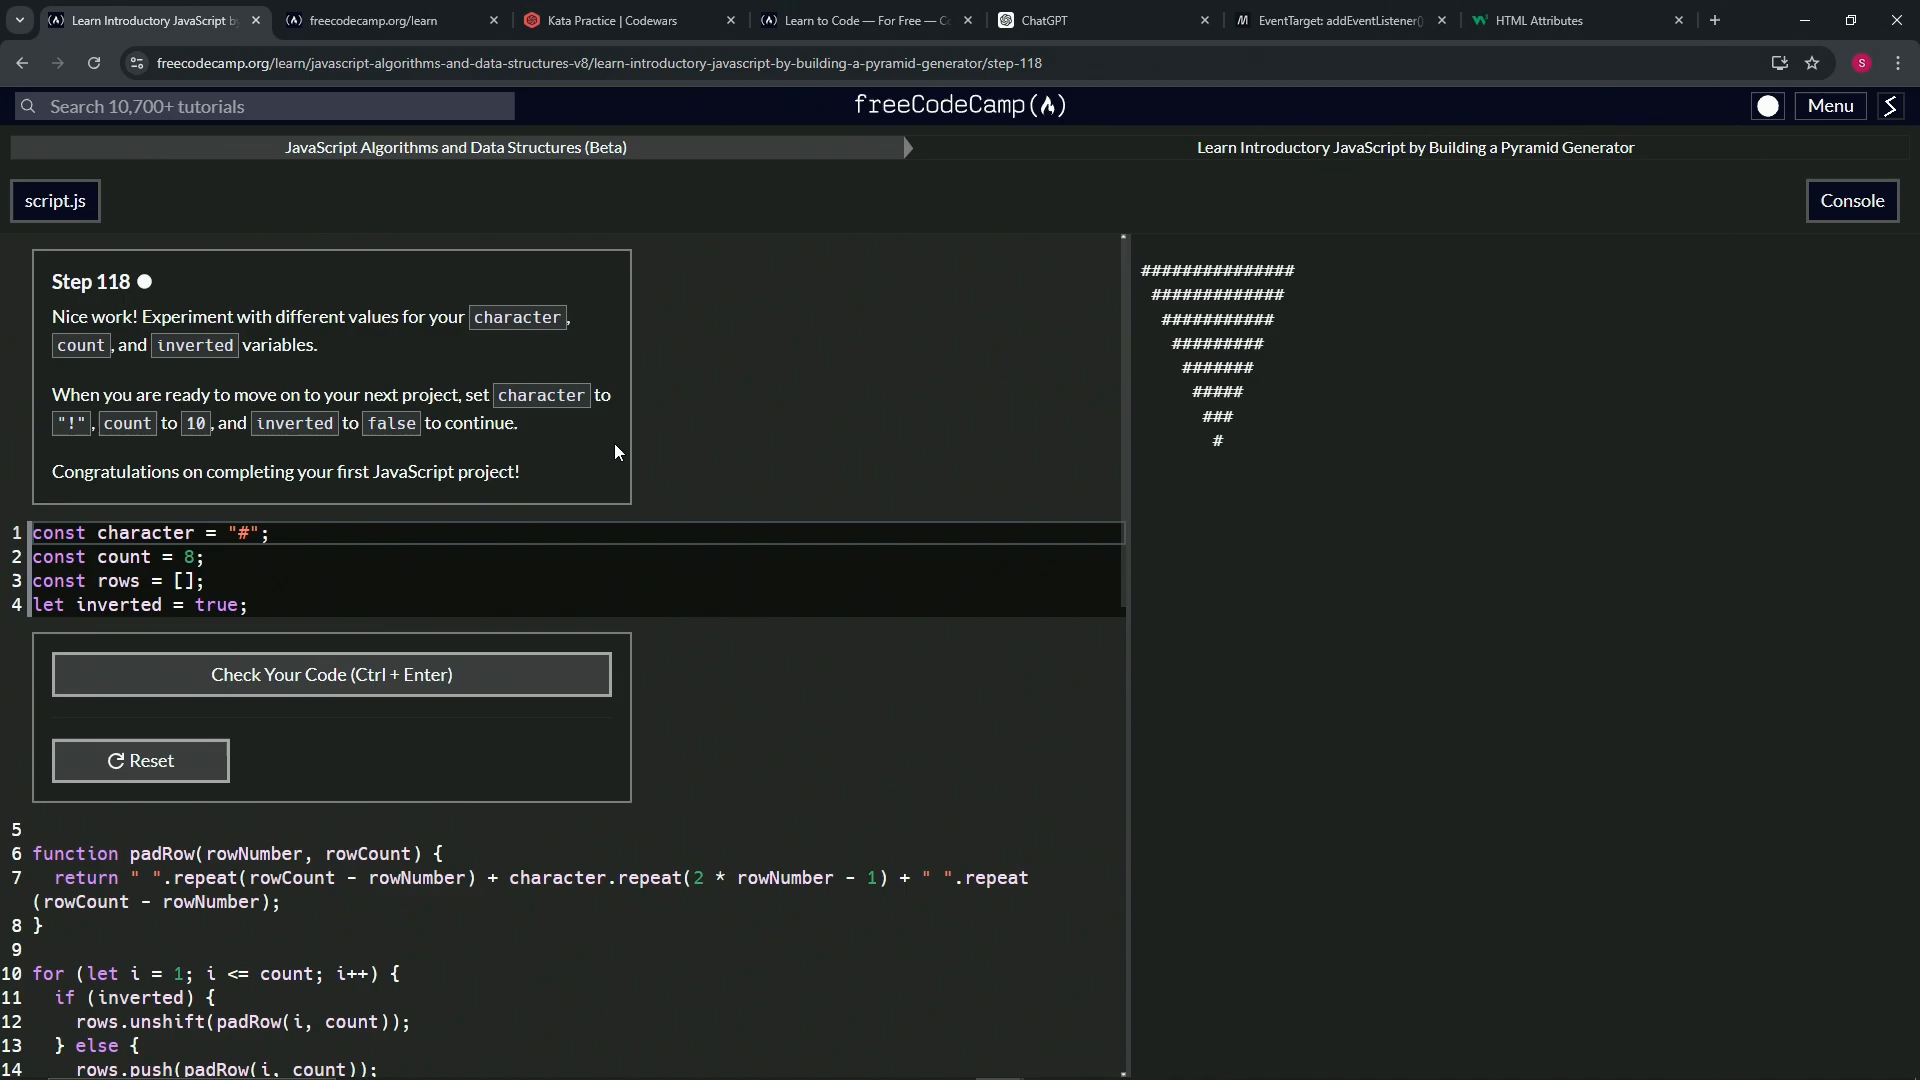 Learn Introductory JavaScript by
freecodecamp.org/learn
Kata Practice | Codewars
Learn to Code — For Free — C
ChatGPT
EventTarget: addEventListener()
HTML Attributes
freecodecamp.org/learn/javascript-algorithms-and-data-structures-v8/learn-introductory-javascript-by-building-a-pyramid-generator/step-118
S
Search 10,700+ tutorials
freeCodeCamp(🔥)
Menu
JavaScript Algorithms and Data Structures (Beta)
Learn Introductory JavaScript by Building a Pyramid Generator
script.js
Console
Step 118
Nice work! Experiment with different values for your character,
count, and inverted variables.
When you are ready to move on to your next project, set character to
"!", count to 10, and inverted to false to continue.
Congratulations on completing your first JavaScript project!
1 const character = "#";
2 const count = 8;
3 const rows = [];
4 let inverted = true;
Check Your Code (Ctrl + Enter)
Reset
5
6 function padRow(rowNumber, rowCount) {
7   return " ".repeat(rowCount - rowNumber) + character.repeat(2 * rowNumber - 1) + " ".repeat
(rowCount - rowNumber);
8 }
9
10 for (let i = 1; i <= count; i++) {
11   if (inverted) {
12     rows.unshift(padRow(i, count));
13   } else {
14     rows.push(padRow(i, count));
###############
#############
###########
#########
#######
#####
###
#